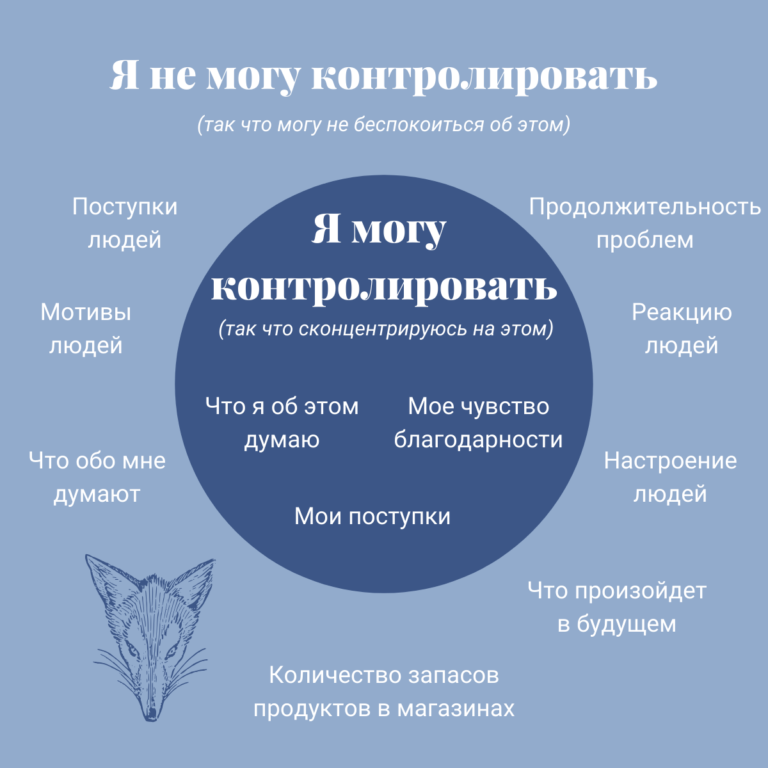 Я не могу контролировать
(так что могу не беспокоиться об этом)
Поступки
людей
Продолжительность
проблем
Мотивы
людей
Реакцию
людей
Что обо мне
думают
Настроение
людей
Что произойдет
в будущем
Количество запасов
продуктов в магазинах
Я могу
контролировать
(так что сконцентрируюсь на этом)
Что я об этом
думаю
Мое чувство
благодарности
Мои поступки